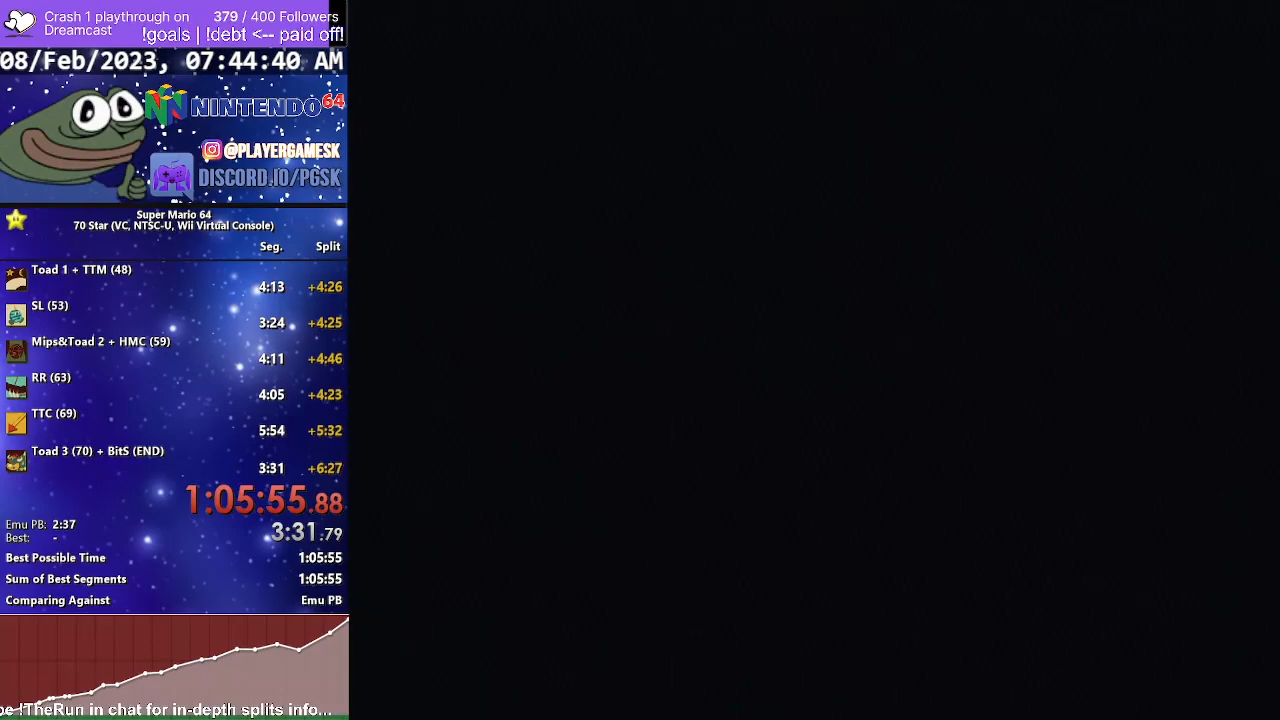 Crash 1 playthrough on Dreamcast
379 / 400 Followers
!goals | !debt <-- paid off!
08/Feb/2023, 07:44:40 AM
NINTENDO 64
@PLAYERGAMESK
DISCORD.IO/PGSK
Super Mario 64
70 Star (VC, NTSC-U, Wii Virtual Console)
Seg. Split
Toad 1 + TTM (48)
4:13 +4:26
SL (53)
3:24 +4:25
Mips&Toad 2 + HMC (59)
4:11 +4:46
RR (63)
4:05 +4:23
TTC (69)
5:54 +5:32
Toad 3 (70) + BitS (END)
3:31 +6:27
1:05:55.88
Emu PB: 2:37
3:31.79
Best: -
Best Possible Time 1:05:55
Sum of Best Segments 1:05:55
Comparing Against Emu PB
pe !TheRun in chat for in-depth splits info...